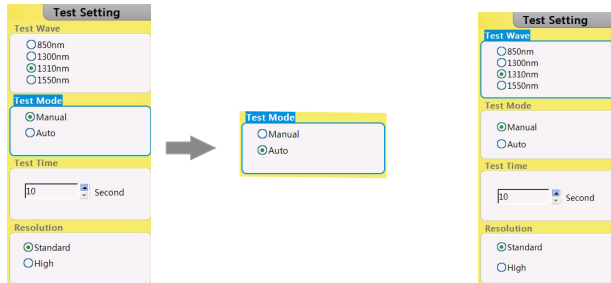 Test Setting
Test Wave
850nm
1300nm
1310nm
1550nm
Test Mode
Manual
Auto
Test Time
10 Second
Resolution
Standard
High
Test Mode
Manual
Auto
Test Setting
Test Wave
850nm
1300nm
1310nm
1550nm
Test Mode
Manual
Auto
Test Time
10 Second
Resolution
Standard
High